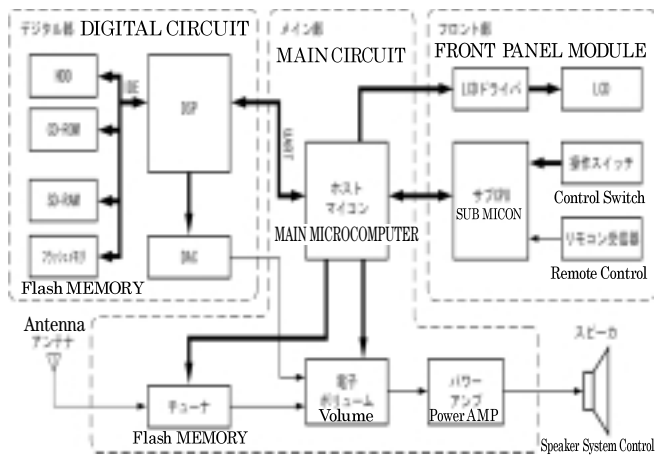 デジタル部 DIGITAL CIRCUIT
メイン部
MAIN CIRCUIT
フロント部
FRONT PANEL MODULE
HDD
IDE
DSP
UART
LCDドライバ
LCD
CD-ROM
ホスト
マイコン
MAIN MICROCOMPUTER
サブCPU
SUB MICON
操作スイッチ
Control Switch
リモコン受信器
Remote Control
フラッシュメモリ
Flash MEMORY
DAC
Antenna
アンテナ
チューナ
Flash MEMORY
電子
ボリューム
Volume
パワー
アンプ
Power AMP
スピーカ
Speaker System Control